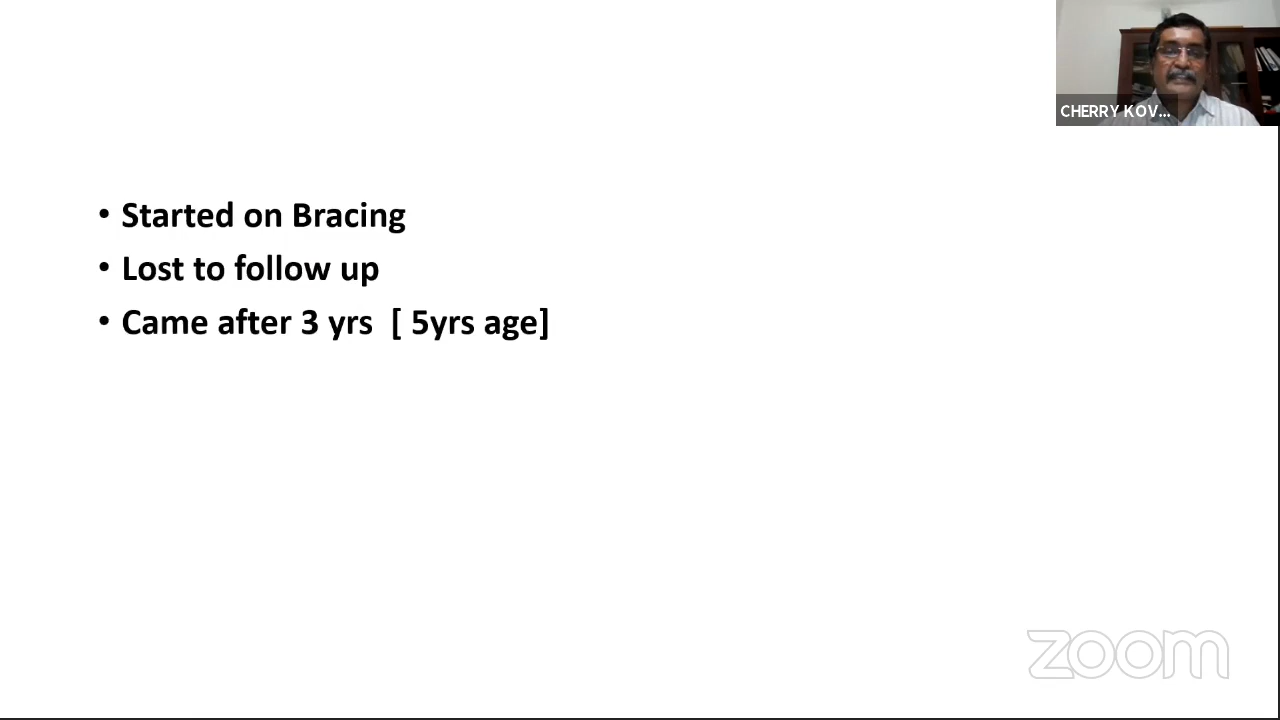 CHERRY KOV...
• Started on Bracing
• Lost to follow up
• Came after 3 yrs [ 5yrs age]
zoom